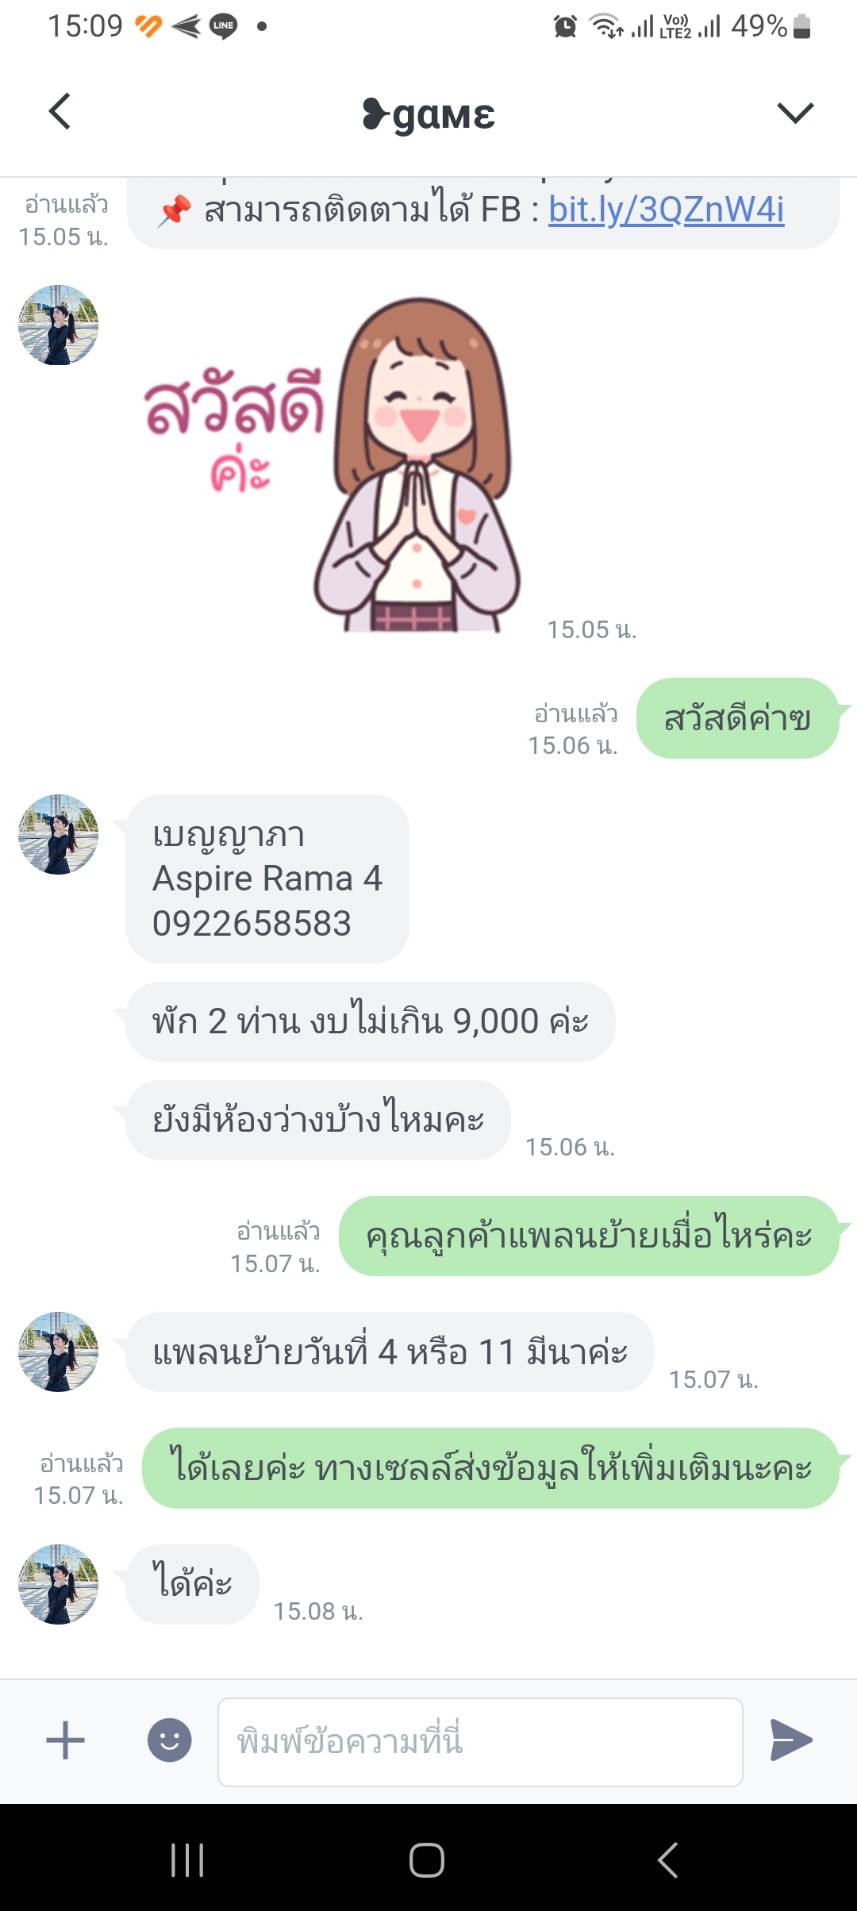 15:09
LINE
Vo)) LTE2
49%
❥gαмε
อ่านแล้ว
15.05 น.
📌 สามารถติดตามได้ FB : bit.ly/3QZnW4i
สวัสดี
ค่ะ
15.05 น.
อ่านแล้ว
15.06 น.
สวัสดีค่าฃ
เบญญาภา
Aspire Rama 4
0922658583
พัก 2 ท่าน งบไม่เกิน 9,000 ค่ะ
ยังมีห้องว่างบ้างไหมคะ
15.06 น.
อ่านแล้ว
15.07 น.
คุณลูกค้าแพลนย้ายเมื่อไหร่คะ
แพลนย้ายวันที่ 4 หรือ 11 มีนาค่ะ
15.07 น.
อ่านแล้ว
15.07 น.
ได้เลยค่ะ ทางเซลล์ส่งข้อมูลให้เพิ่มเติมนะคะ
ได้ค่ะ
15.08 น.
พิมพ์ข้อความที่นี่